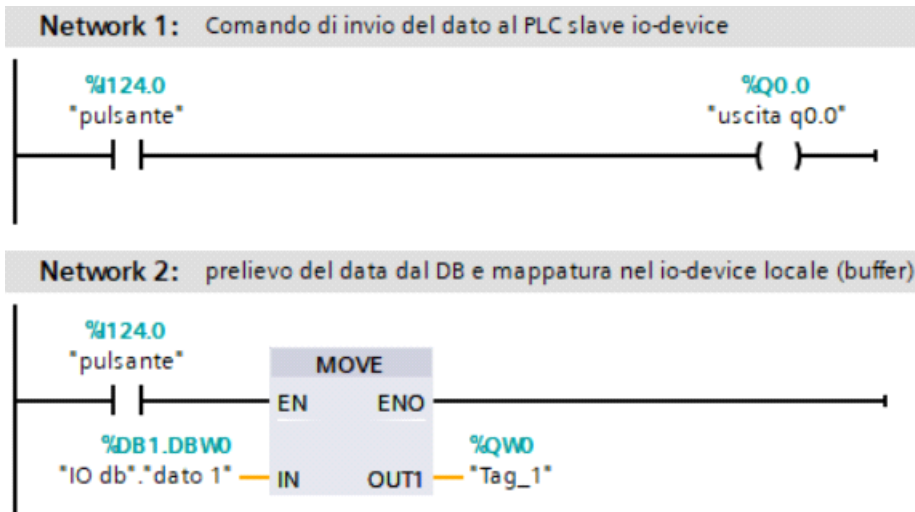 Network 1: Comando di invio del dato al PLC slave io-device
%I124.0
"pulsante"
%Q0.0
"uscita q0.0"
Network 2: prelievo del data dal DB e mappatura nel io-device locale (buffer)
%I124.0
"pulsante"
MOVE
EN ENO
%DB1.DBW0
"IO db"."dato 1"
IN OUT1
%QW0
"Tag_1"